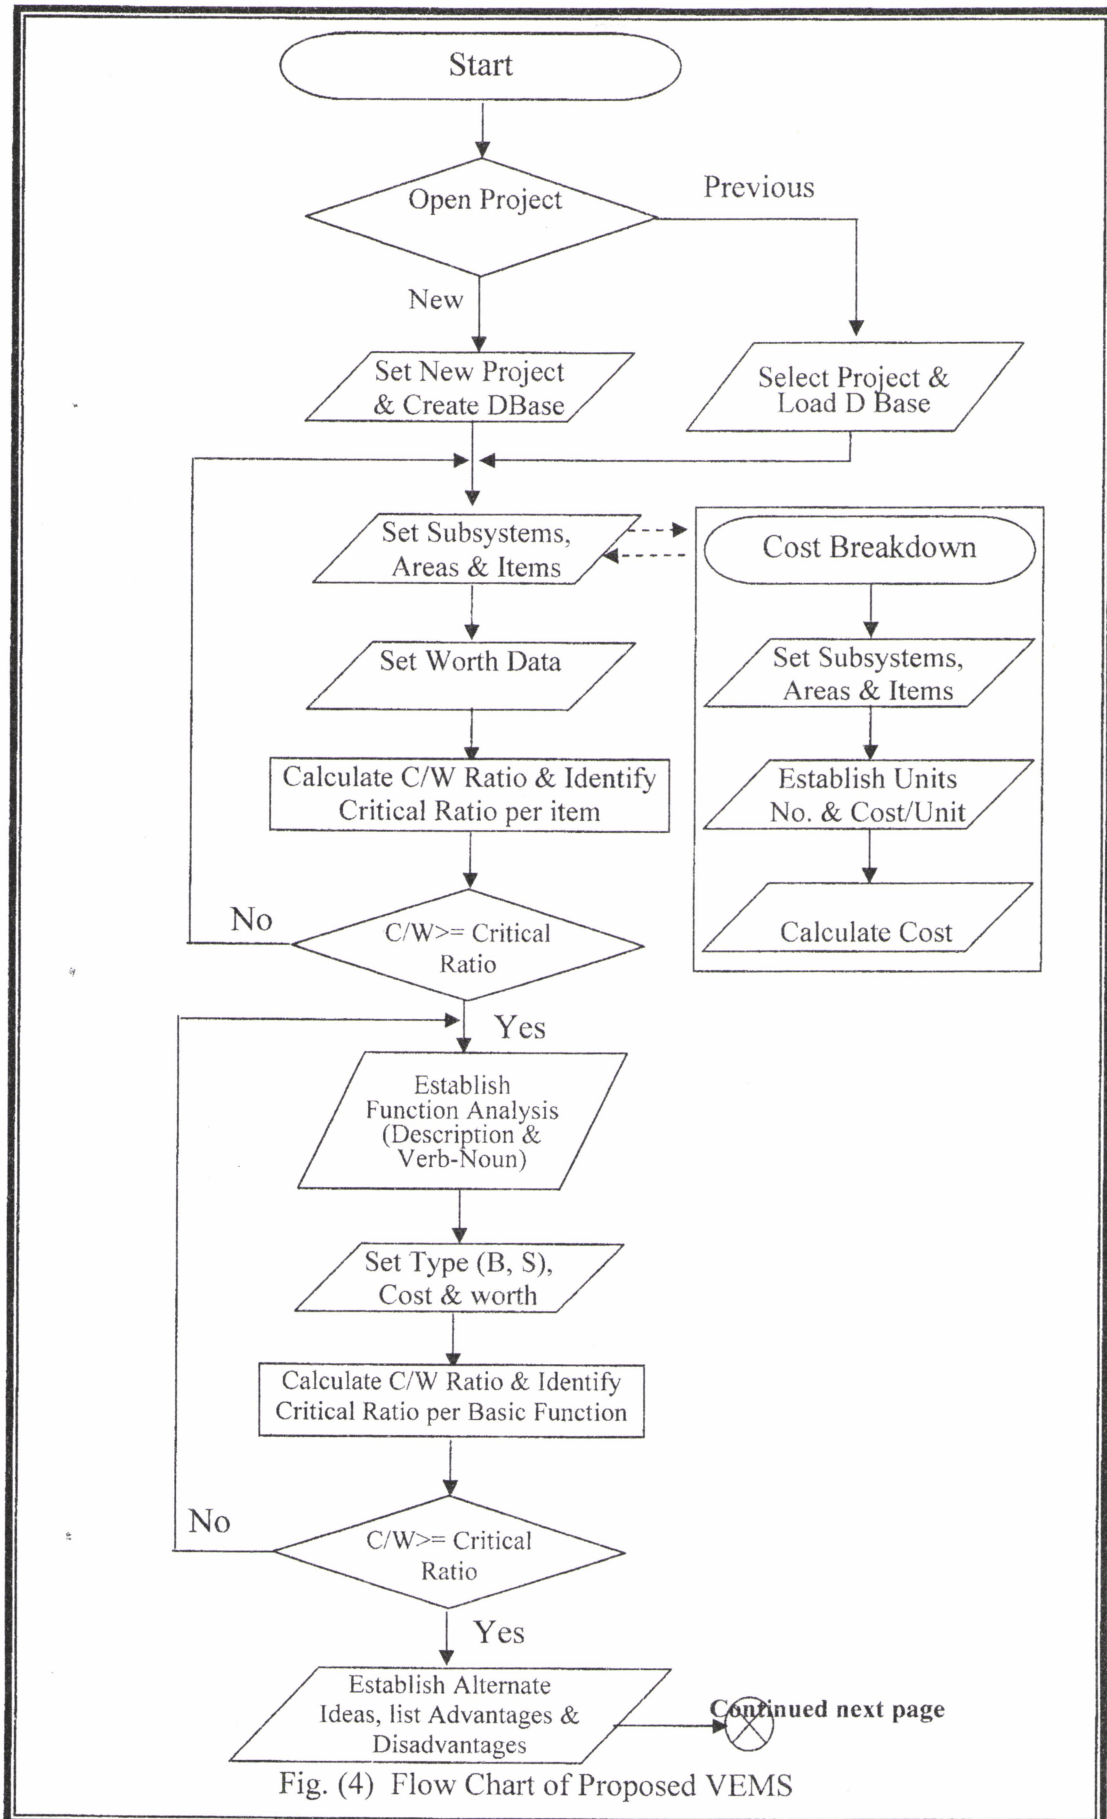 Start
Open Project
Previous
New
Set New Project
& Create DBase
Select Project &
Load D Base
Set Subsystems,
Areas & Items
Cost Breakdown
Set Worth Data
Set Subsystems,
Areas & Items
Calculate C/W Ratio & Identify
Critical Ratio per item
Establish Units
No. & Cost/Unit
No
C/W>= Critical
Ratio
Calculate Cost
Yes
Establish
Function Analysis
(Description &
Verb-Noun)
Set Type (B, S),
Cost & worth
Calculate C/W Ratio & Identify
Critical Ratio per Basic Function
No
C/W>= Critical
Ratio
Yes
Establish Alternate
Ideas, list Advantages &
Disadvantages
Continued next page
Fig. (4) Flow Chart of Proposed VEMS